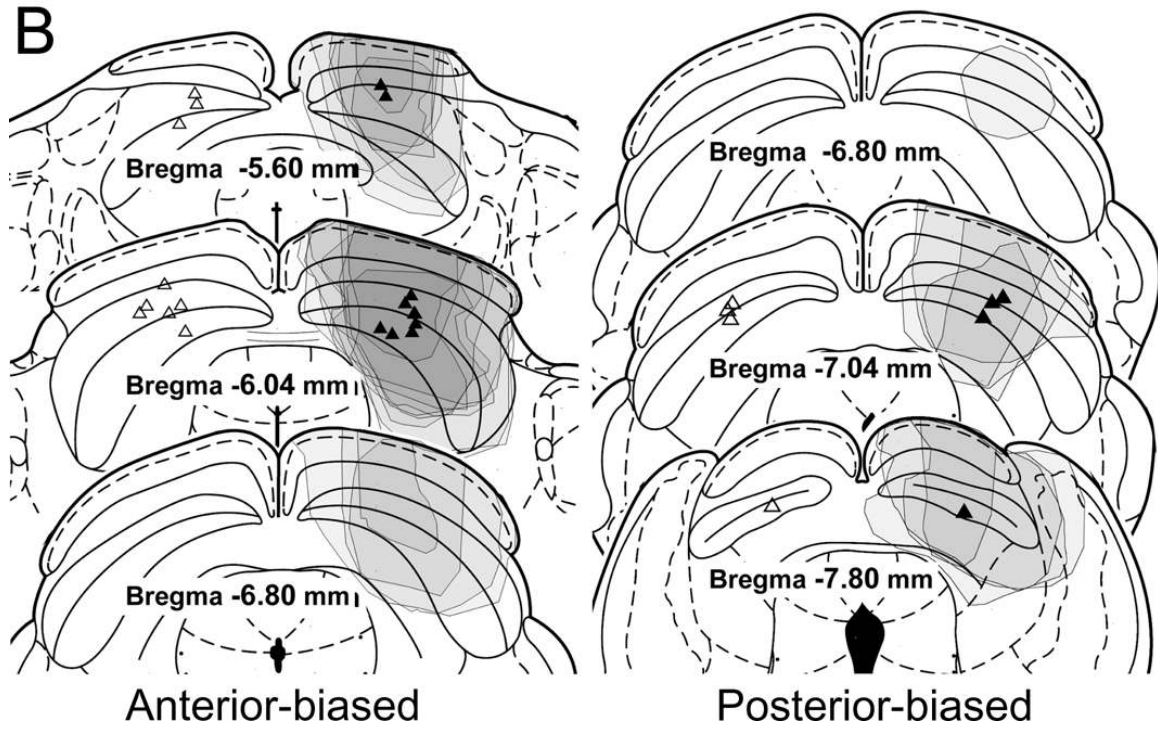 B
Bregma -5.60 mm
Bregma -6.04 mm
Bregma -6.80 mm
Anterior-biased
Bregma -6.80 mm
Bregma -7.04 mm
Bregma -7.80 mm
Posterior-biased